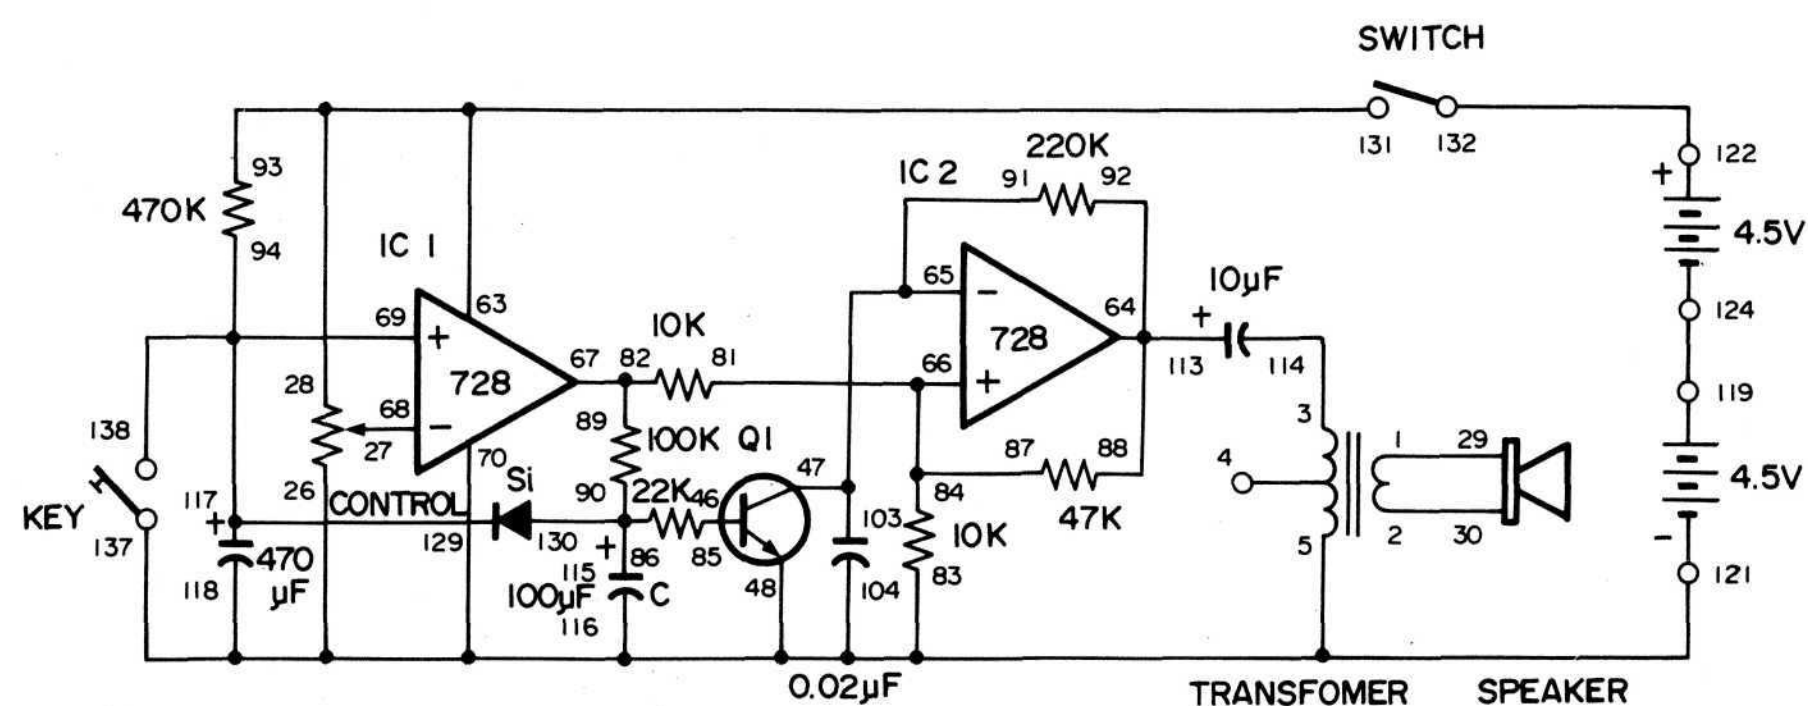 SWITCH
131
132
122
+
4.5V
124
119
4.5V
-
121
93
470K
94
IC 1
63
69
+
728
67
28
68
-
27
70
26
CONTROL
138
KEY
137
117
+
470
µF
118
129
Si
130
82
10K
81
89
100K
Q1
90
22K
46
+
86
85
115
100µF
C
116
47
48
IC 2
220K
91
92
65
-
64
728
66
+
87
88
84
47K
103
10K
83
104
0.02µF
10µF
+
113
114
3
4
5
1
2
29
30
TRANSFOMER
SPEAKER